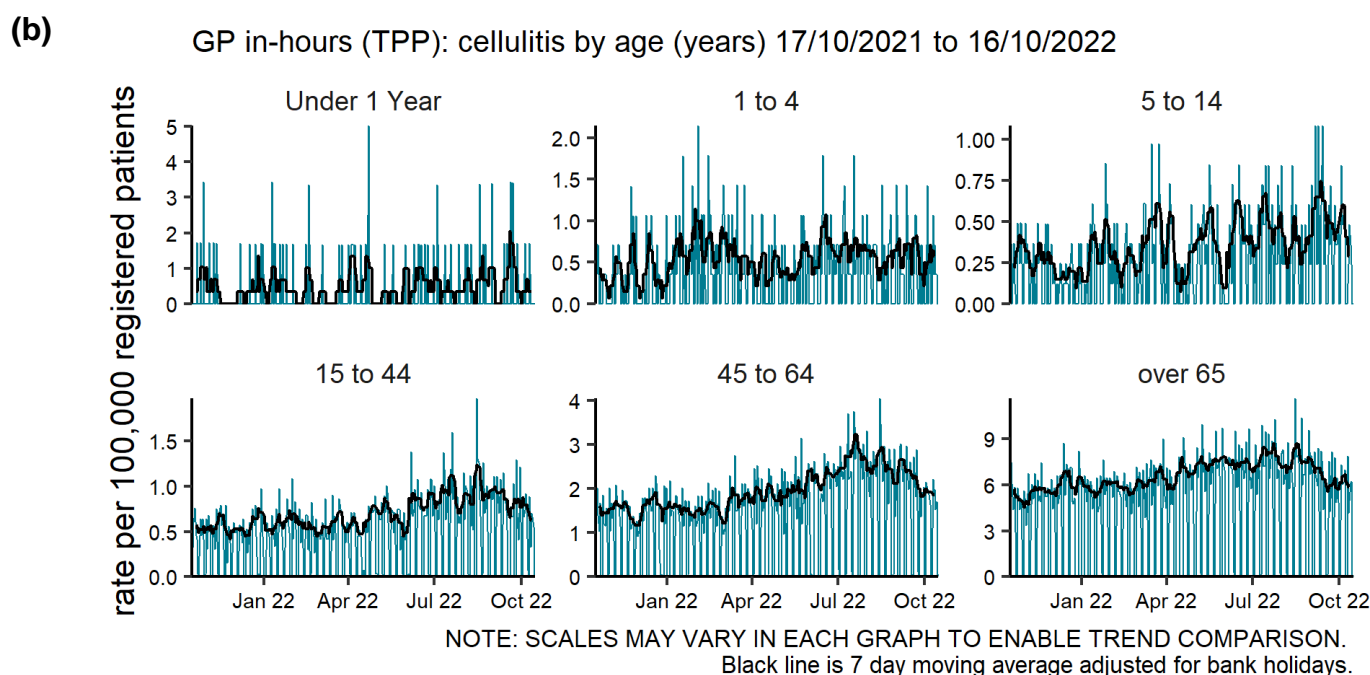 (b)
GP in-hours (TPP): cellulitis by age (years) 17/10/2021 to 16/10/2022
rate per 100,000 registered patients
Under 1 Year
5
4
3
2
1
0
1 to 4
2.0
1.5
1.0
0.5
0.0
5 to 14
1.00
0.75
0.50
0.25
0.00
15 to 44
1.5
1.0
0.5
0.0
Jan 22 Apr 22 Jul 22 Oct 22
45 to 64
4
3
2
1
0
Jan 22 Apr 22 Jul 22 Oct 22
over 65
9
6
3
0
Jan 22 Apr 22 Jul 22 Oct 22
NOTE: SCALES MAY VARY IN EACH GRAPH TO ENABLE TREND COMPARISON.
Black line is 7 day moving average adjusted for bank holidays.